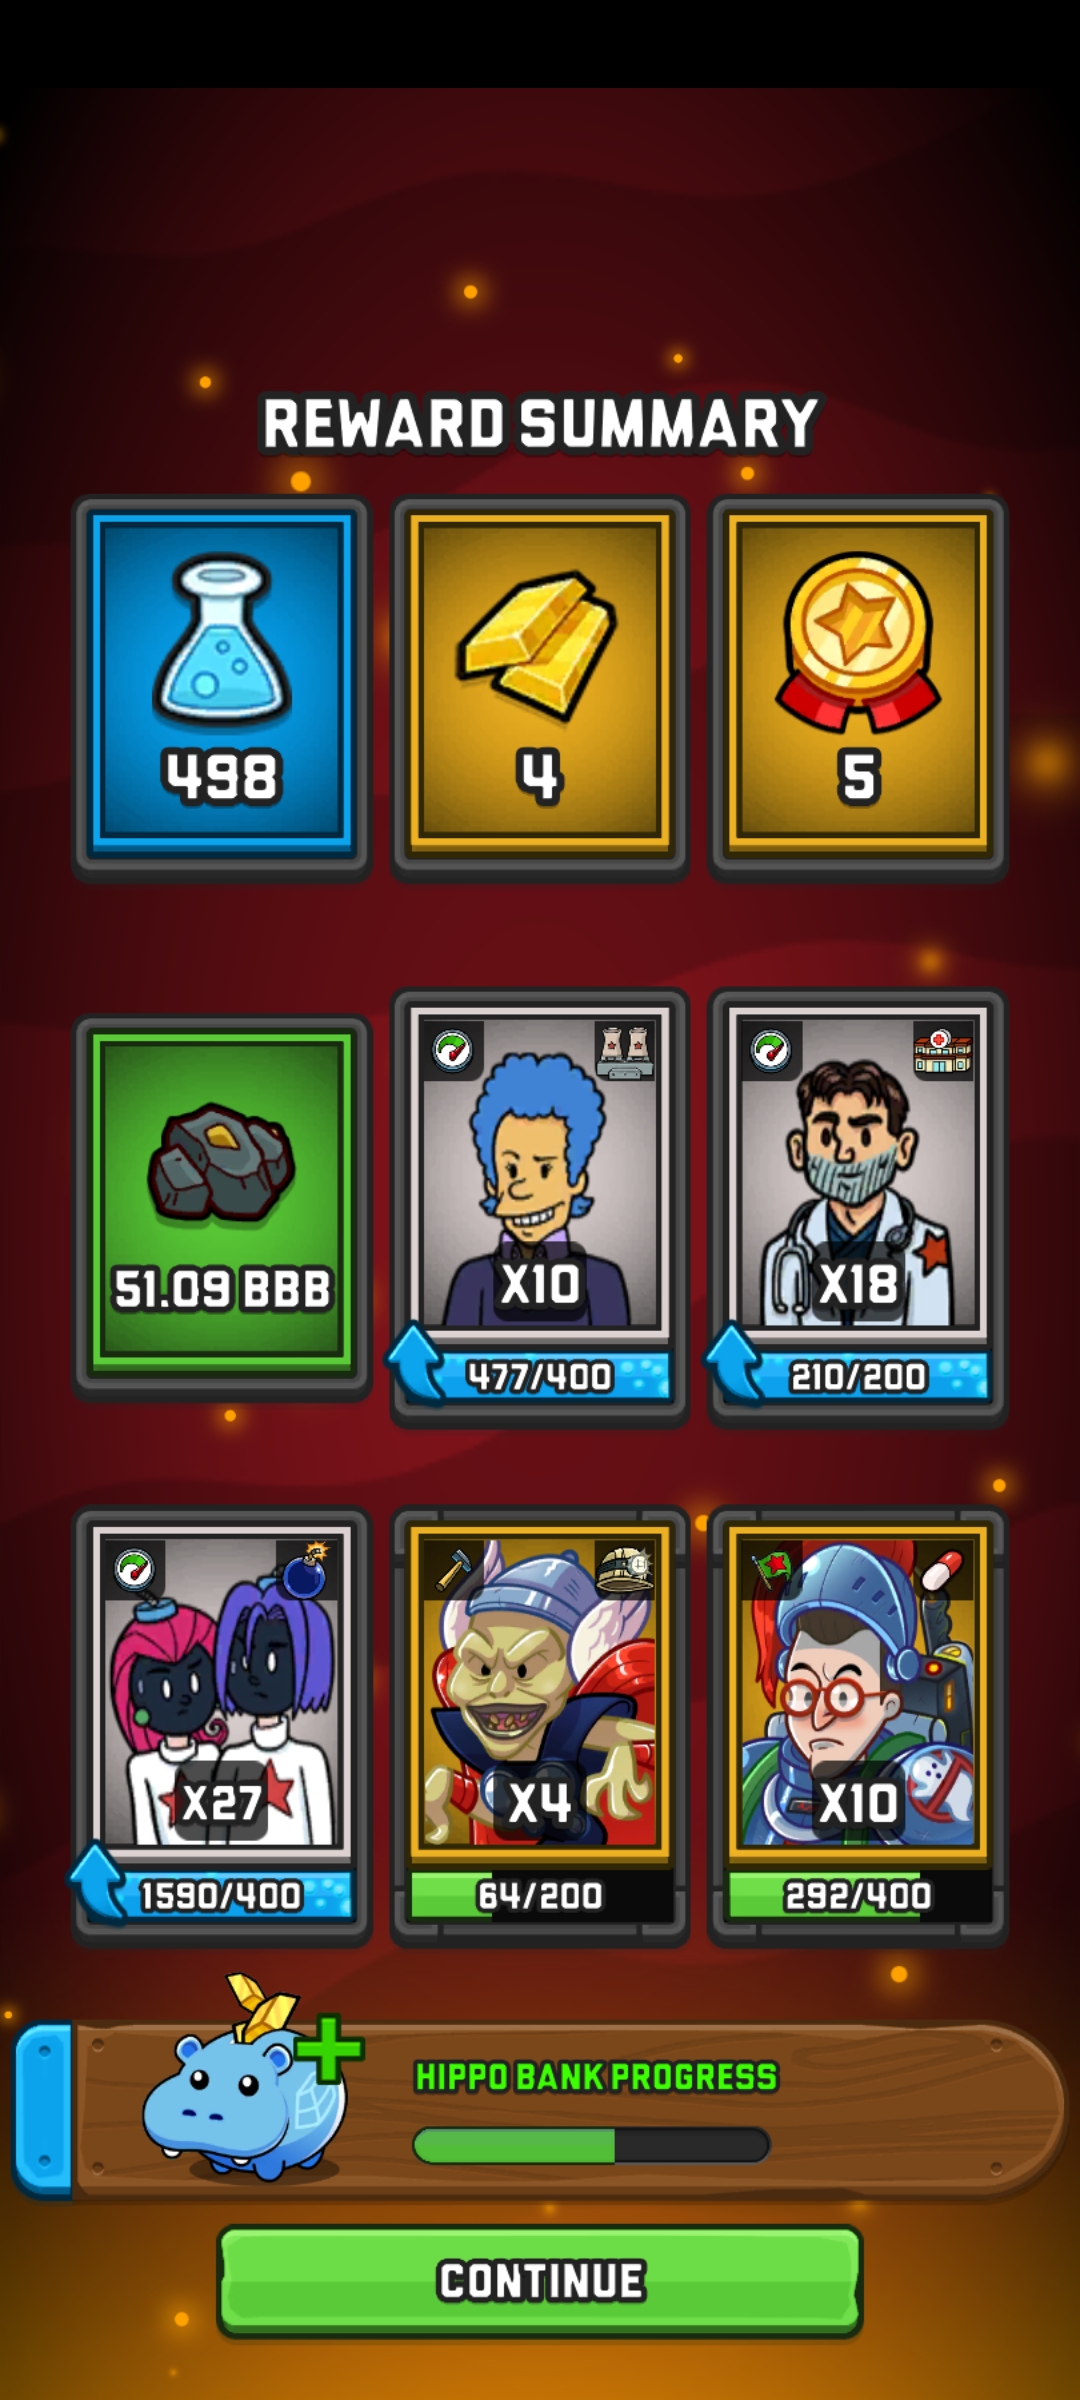 REWARD SUMMARY
498
4
5
51.09 BBB
X10
477/400
X18
210/200
X27
1590/400
X4
64/200
X10
292/400
HIPPO BANK PROGRESS
CONTINUE